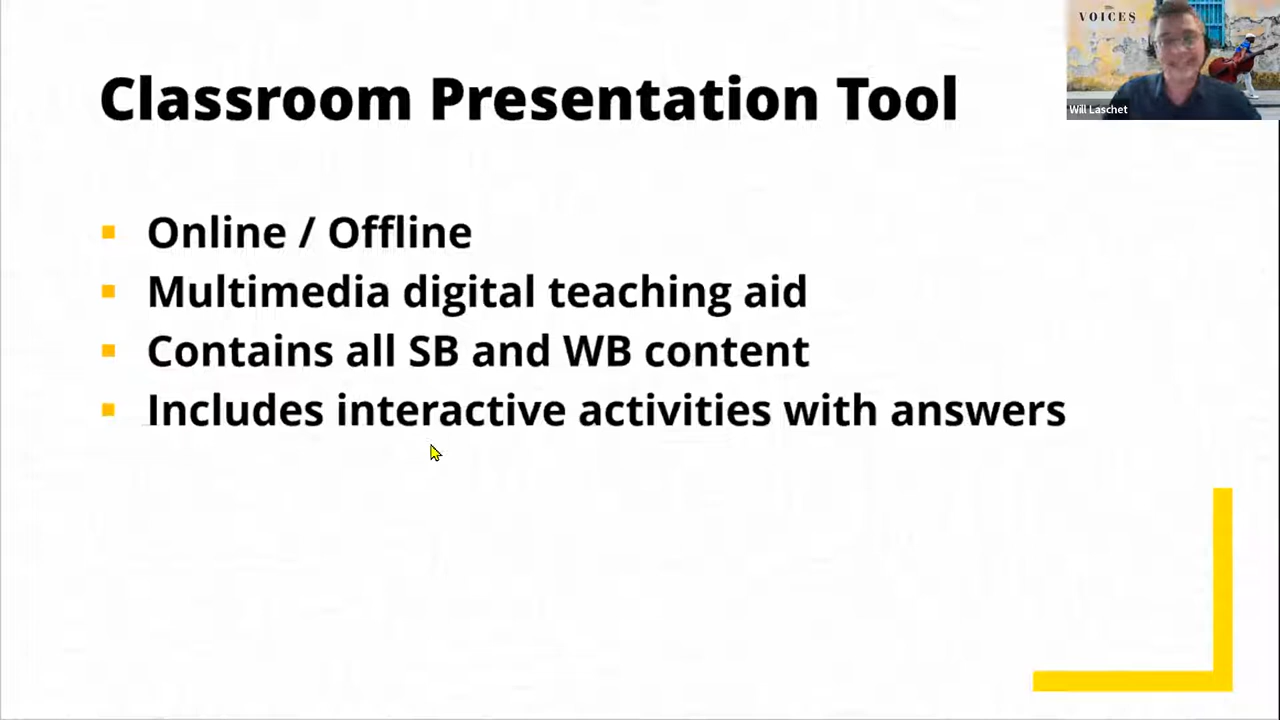 Classroom Presentation Tool
Online / Offline
Multimedia digital teaching aid
Contains all SB and WB content
Includes interactive activities with answers
VOICES
Will Laschet